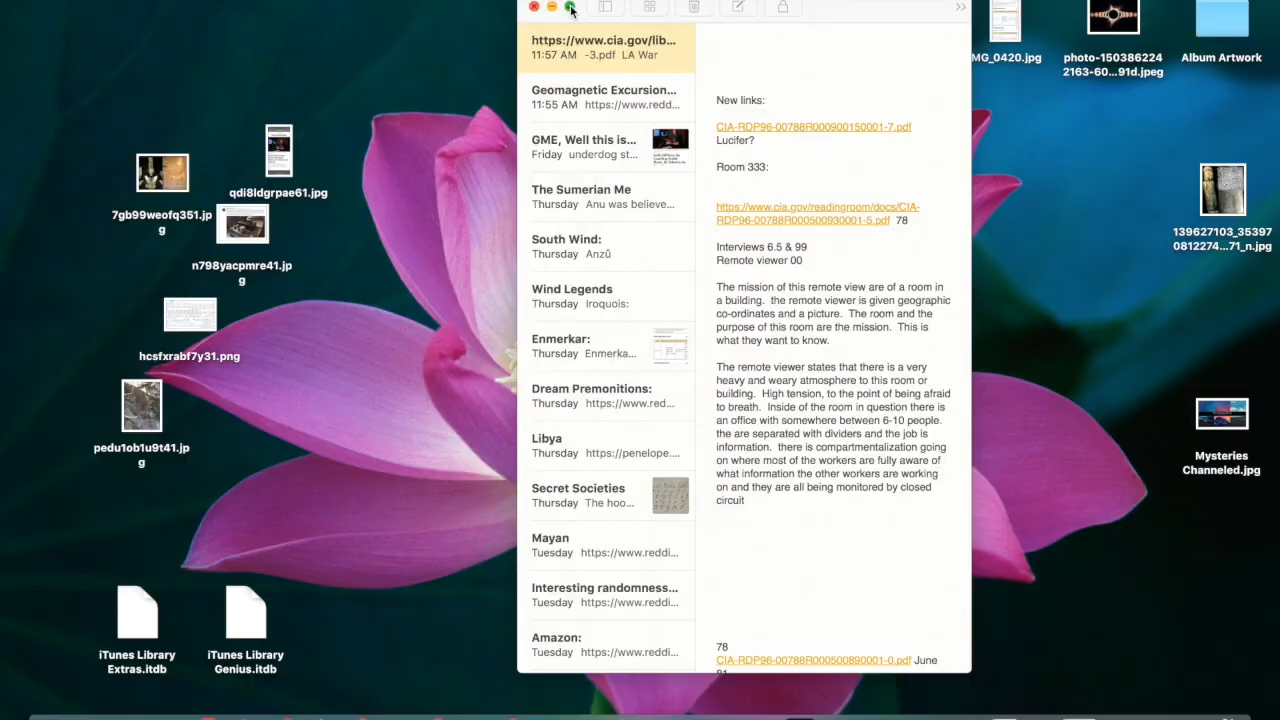 https://www.cia.gov/lib...
11:57 AM -3.pdf LA War
Geomagnetic Excursion...
11:55 AM https://www.redd...
GME, Well this is...
Friday underdog st...
The Sumerian Me
Thursday Anu was believe...
South Wind:
Thursday Anzû
Wind Legends
Thursday Iroquois:
Enmerkar:
Thursday Enmerka...
Dream Premonitions:
Thursday https://www.redd...
Libya
Thursday https://penelope....
Secret Societies
Thursday The hoo...
Mayan
Tuesday https://www.reddi...
Interesting randomness...
Tuesday https://www.reddi...
Amazon:
Tuesday https://www.reddi...
New links:
CIA-RDP96-00788R000900150001-7.pdf
Lucifer?
Room 333:
https://www.cia.gov/readingroom/docs/CIA-
RDP96-00788R000500930001-5.pdf 78
Interviews 6.5 & 99
Remote viewer 00
The mission of this remote view are of a room in
a building. the remote viewer is given geographic
co-ordinates and a picture. The room and the
purpose of this room are the mission. This is
what they want to know.
The remote viewer states that there is a very
heavy and weary atmosphere to this room or
building. High tension, to the point of being afraid
to breath. Inside of the room in question there is
an office with somewhere between 6-10 people.
the are separated with dividers and the job is
information. there is compartmentalization going
on where most of the workers are fully aware of
what information the other workers are working
on and they are all being monitored by closed
circuit
78
CIA-RDP96-00788R000500890001-0.pdf June
81
qdi8ldgrpae61.jpg
7gb99weofq351.jp
g
n798yacpmre41.jp
g
hcsfxrabf7y31.png
pedu1ob1u9t41.jp
g
iTunes Library
Extras.itdb
iTunes Library
Genius.itdb
MG_0420.jpg
photo-150386224
2163-60...91d.jpeg
Album Artwork
139627103_35397
0812274...71_n.jpg
Mysteries
Channeled.jpg